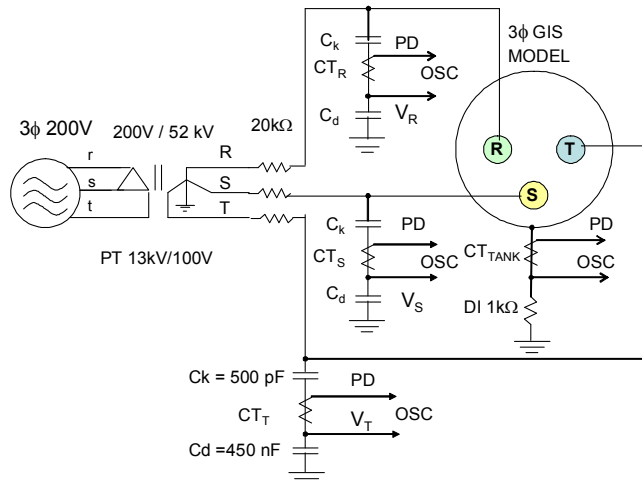 3ϕ 200V
r
s
t
200V / 52 kV
PT 13kV/100V
R
S
T
20kΩ
Ck
PD
CTR
OSC
Cd
VR
Ck
PD
CTS
OSC
Cd
VS
3ϕ GIS
MODEL
R
T
S
PD
CTTANK
OSC
DI 1kΩ
Ck = 500 pF
PD
CTT
OSC
VT
Cd =450 nF